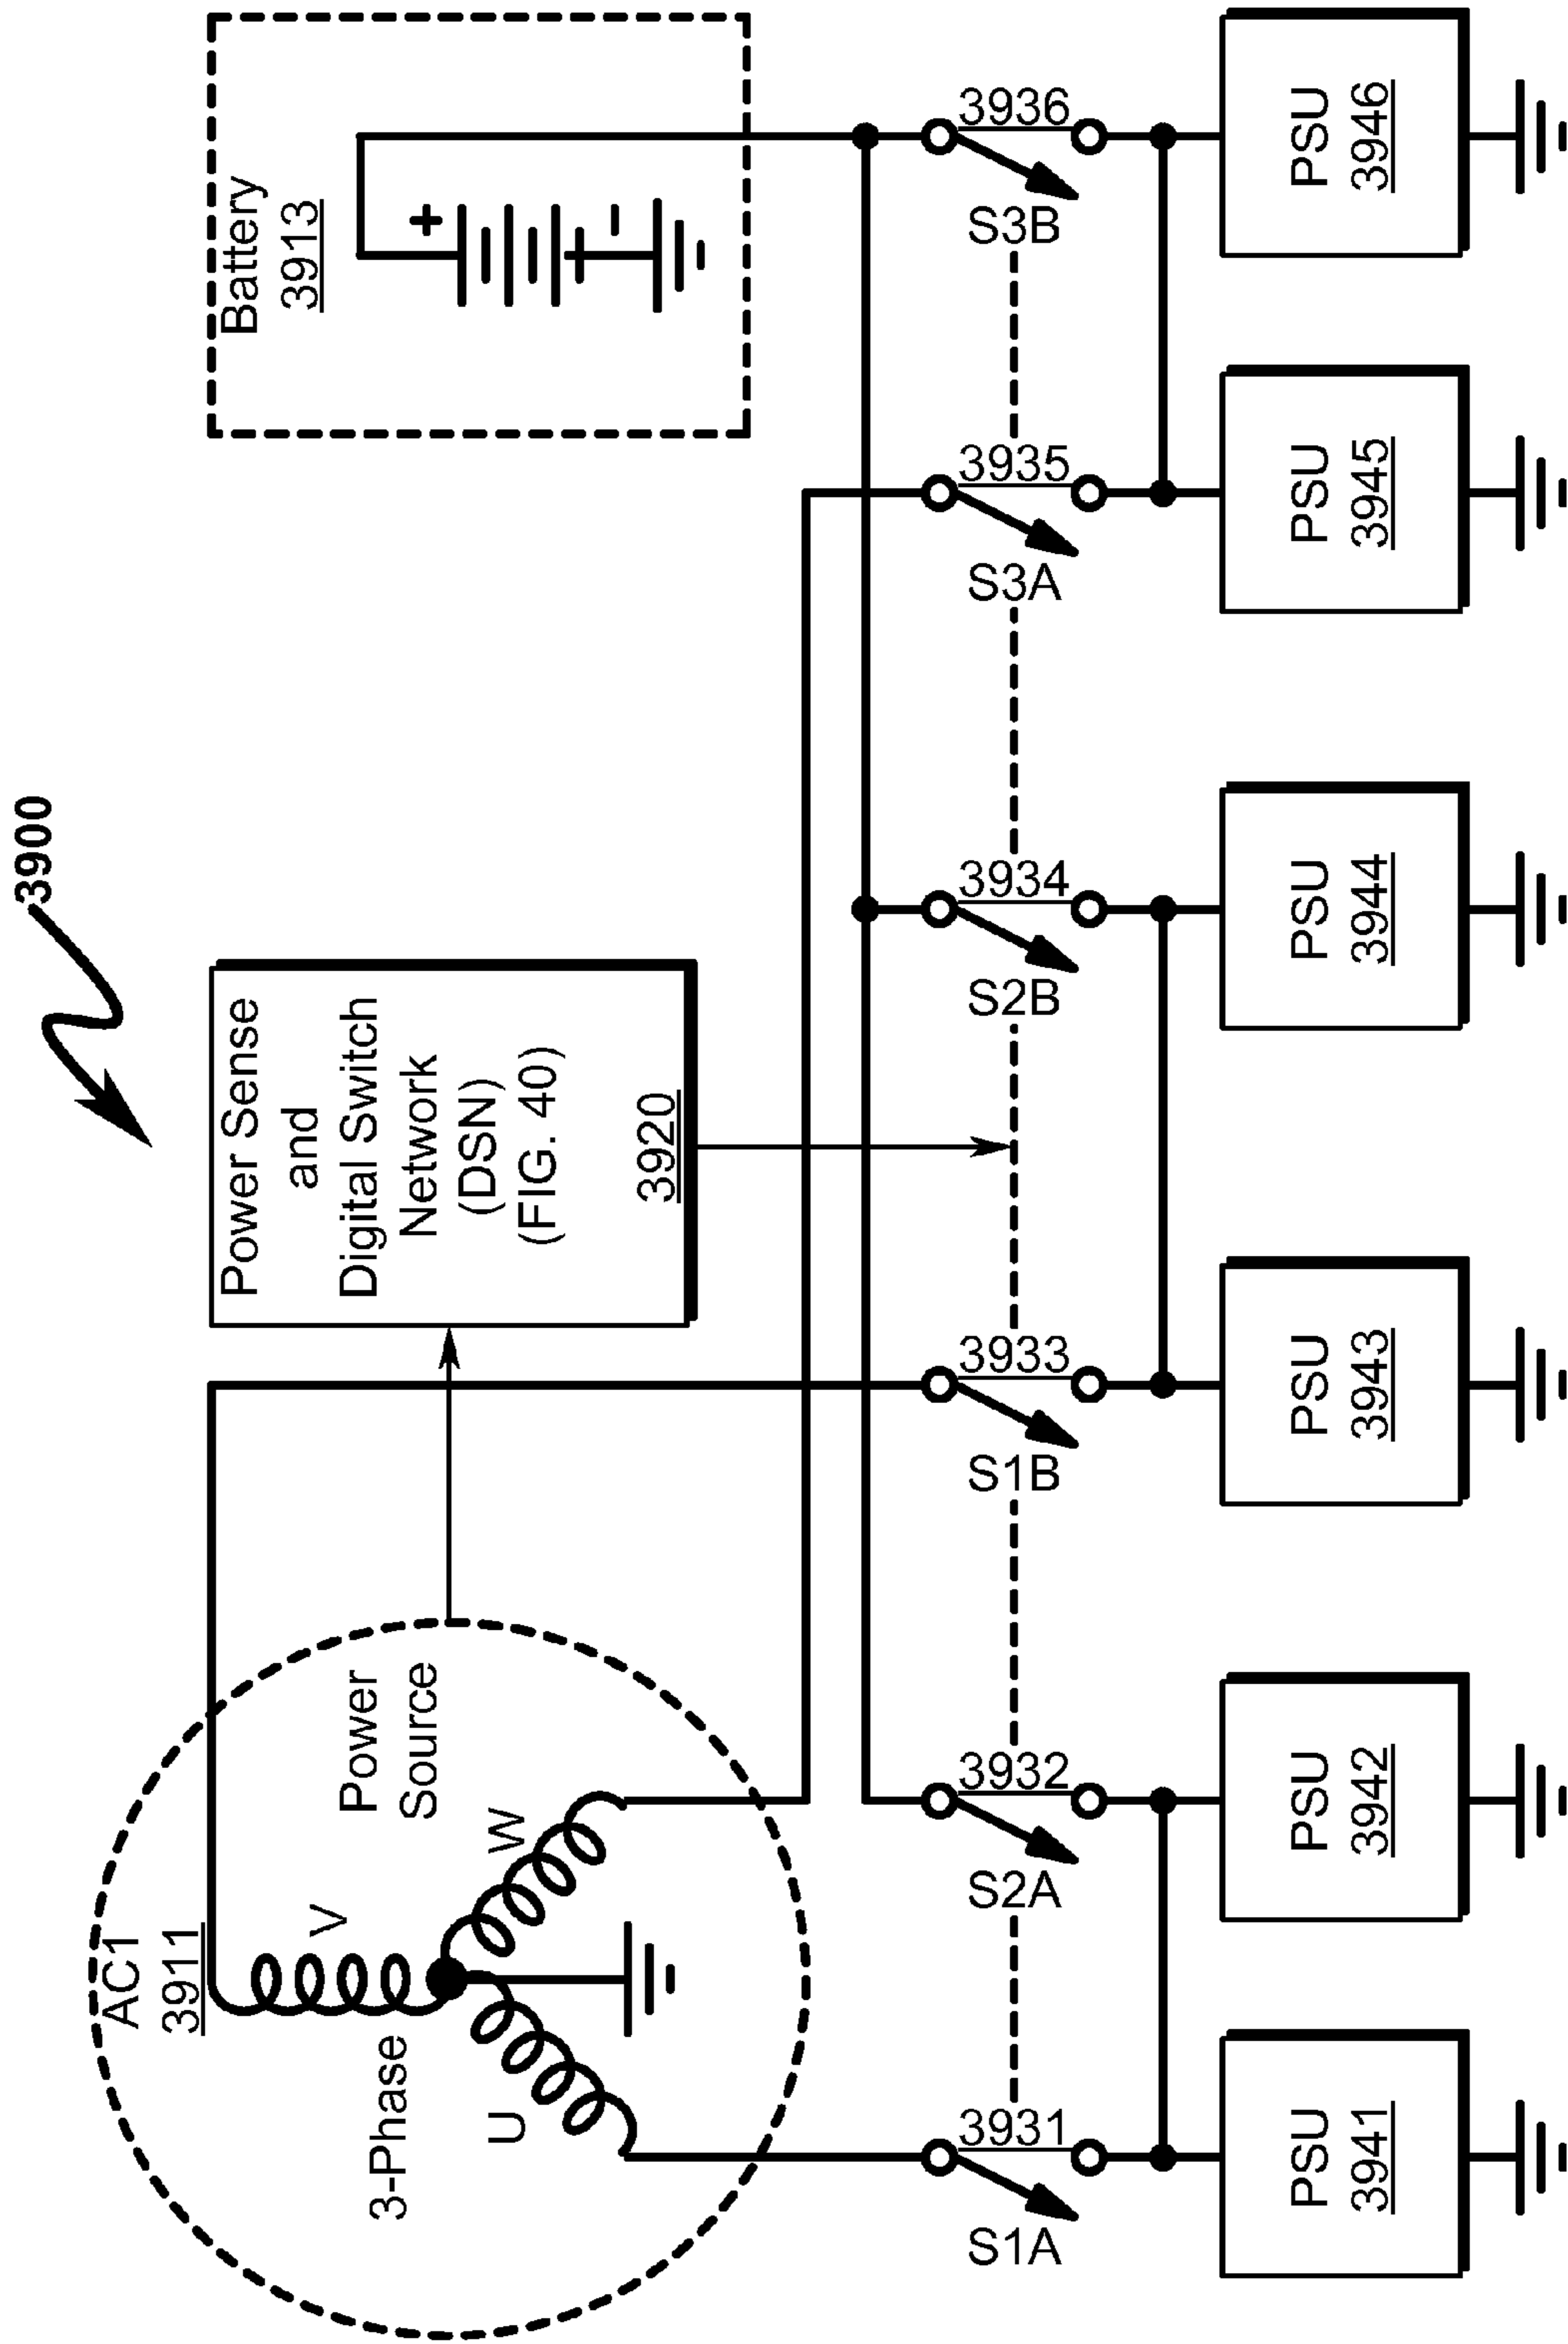 3900
AC1
3911
3-Phase
V
U
W
Power
Source
Power Sense
and
Digital Switch
Network
(DSN)
(FIG. 40)
3920
Battery
3913
+
−
S1A
3931
S2A
3932
S1B
3933
S2B
3934
S3A
3935
S3B
3936
PSU
3941
PSU
3942
PSU
3943
PSU
3944
PSU
3945
PSU
3946